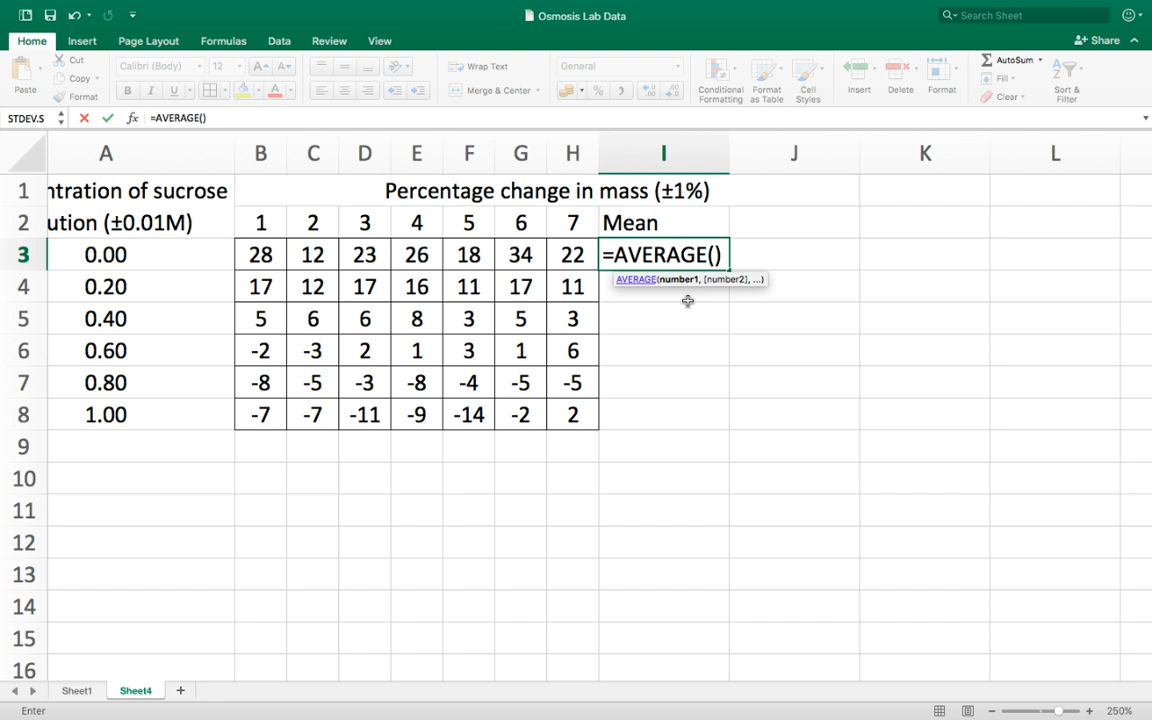 Osmosis Lab Data
Search Sheet
Home Insert Page Layout Formulas Data Review View
Share
Paste
Cut
Copy
Format
Calibri (Body) 12 A A
B I U A
Wrap Text
Merge & Center
General
%
Conditional Formatting
Format as Table
Cell Styles
Insert Delete Format
AutoSum
Fill
Clear
Sort & Filter
STDEV.S fx =AVERAGE()
A B C D E F G H I J K L
1 ntration of sucrose Percentage change in mass (±1%)
2 ution (±0.01M) 1 2 3 4 5 6 7 Mean
3 0.00 28 12 23 26 18 34 22 =AVERAGE()
AVERAGE(number1, [number2], ...)
4 0.20 17 12 17 16 11 17 11
5 0.40 5 6 6 8 3 5 3
6 0.60 -2 -3 2 1 3 1 6
7 0.80 -8 -5 -3 -8 -4 -5 -5
8 1.00 -7 -7 -11 -9 -14 -2 2
9
10
11
12
13
14
15
16
Sheet1 Sheet4 +
Enter 250%